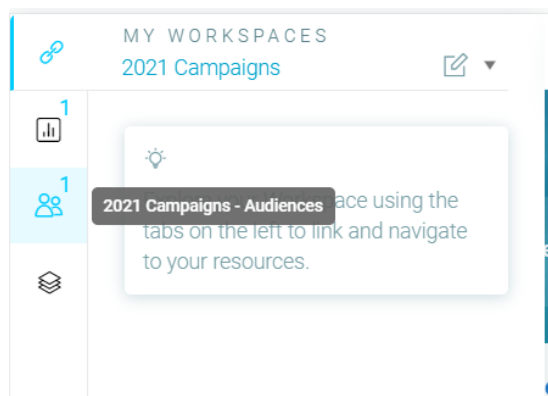 MY WORKSPACES
2021 Campaigns
1
1
2021 Campaigns - Audiences
ace using the
tabs on the left to link and navigate
to your resources.